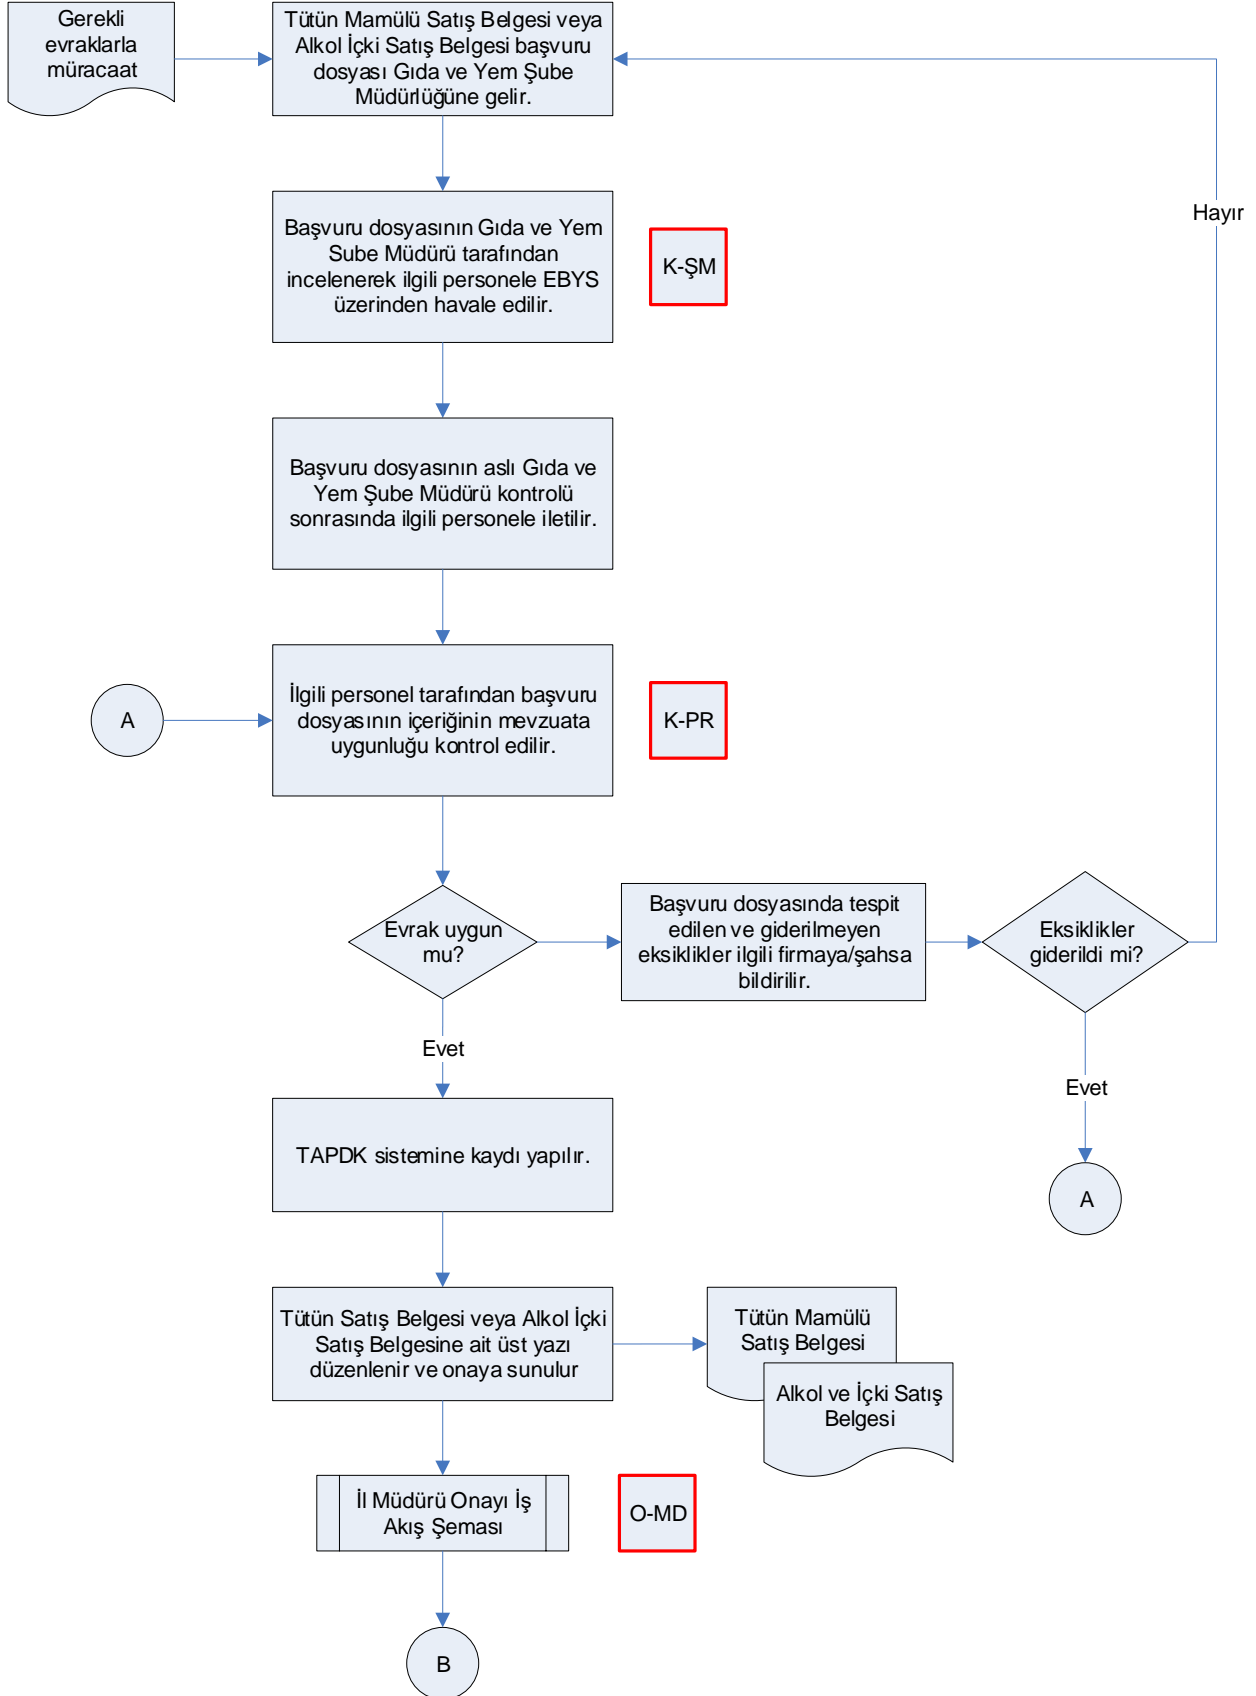 Gerekli
evraklarla
müracaat
Tütün Mamülü Satış Belgesi veya
Alkol İçki Satış Belgesi başvuru
dosyası Gıda ve Yem Şube
Müdürlüğüne gelir.
Hayır
Başvuru dosyasının Gıda ve Yem
Sube Müdürü tarafından
incelenerek ilgili personele EBYS
üzerinden havale edilir.
K-ŞM
Başvuru dosyasının aslı Gıda ve
Yem Şube Müdürü kontrolü
sonrasında ilgili personele iletilir.
A
İlgili personel tarafından başvuru
dosyasının içeriğinin mevzuata
uygunluğu kontrol edilir.
K-PR
Evrak uygun
mu?
Başvuru dosyasında tespit
edilen ve giderilmeyen
eksiklikler ilgili firmaya/şahsa
bildirilir.
Eksiklikler
giderildi mi?
Evet
Evet
TAPDK sistemine kaydı yapılır.
A
Tütün Satış Belgesi veya Alkol İçki
Satış Belgesine ait üst yazı
düzenlenir ve onaya sunulur
Tütün Mamülü
Satış Belgesi
Alkol ve İçki Satış
Belgesi
İl Müdürü Onayı İş
Akış Şeması
O-MD
B